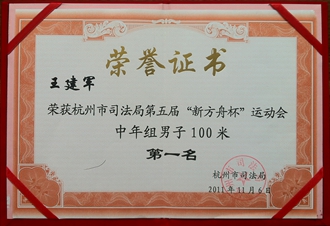 荣誉证书
王建军
荣获杭州市司法局第五届“新方舟杯”运动会
中年组男子100米
第一名
杭州市司法局
2011年11月6日